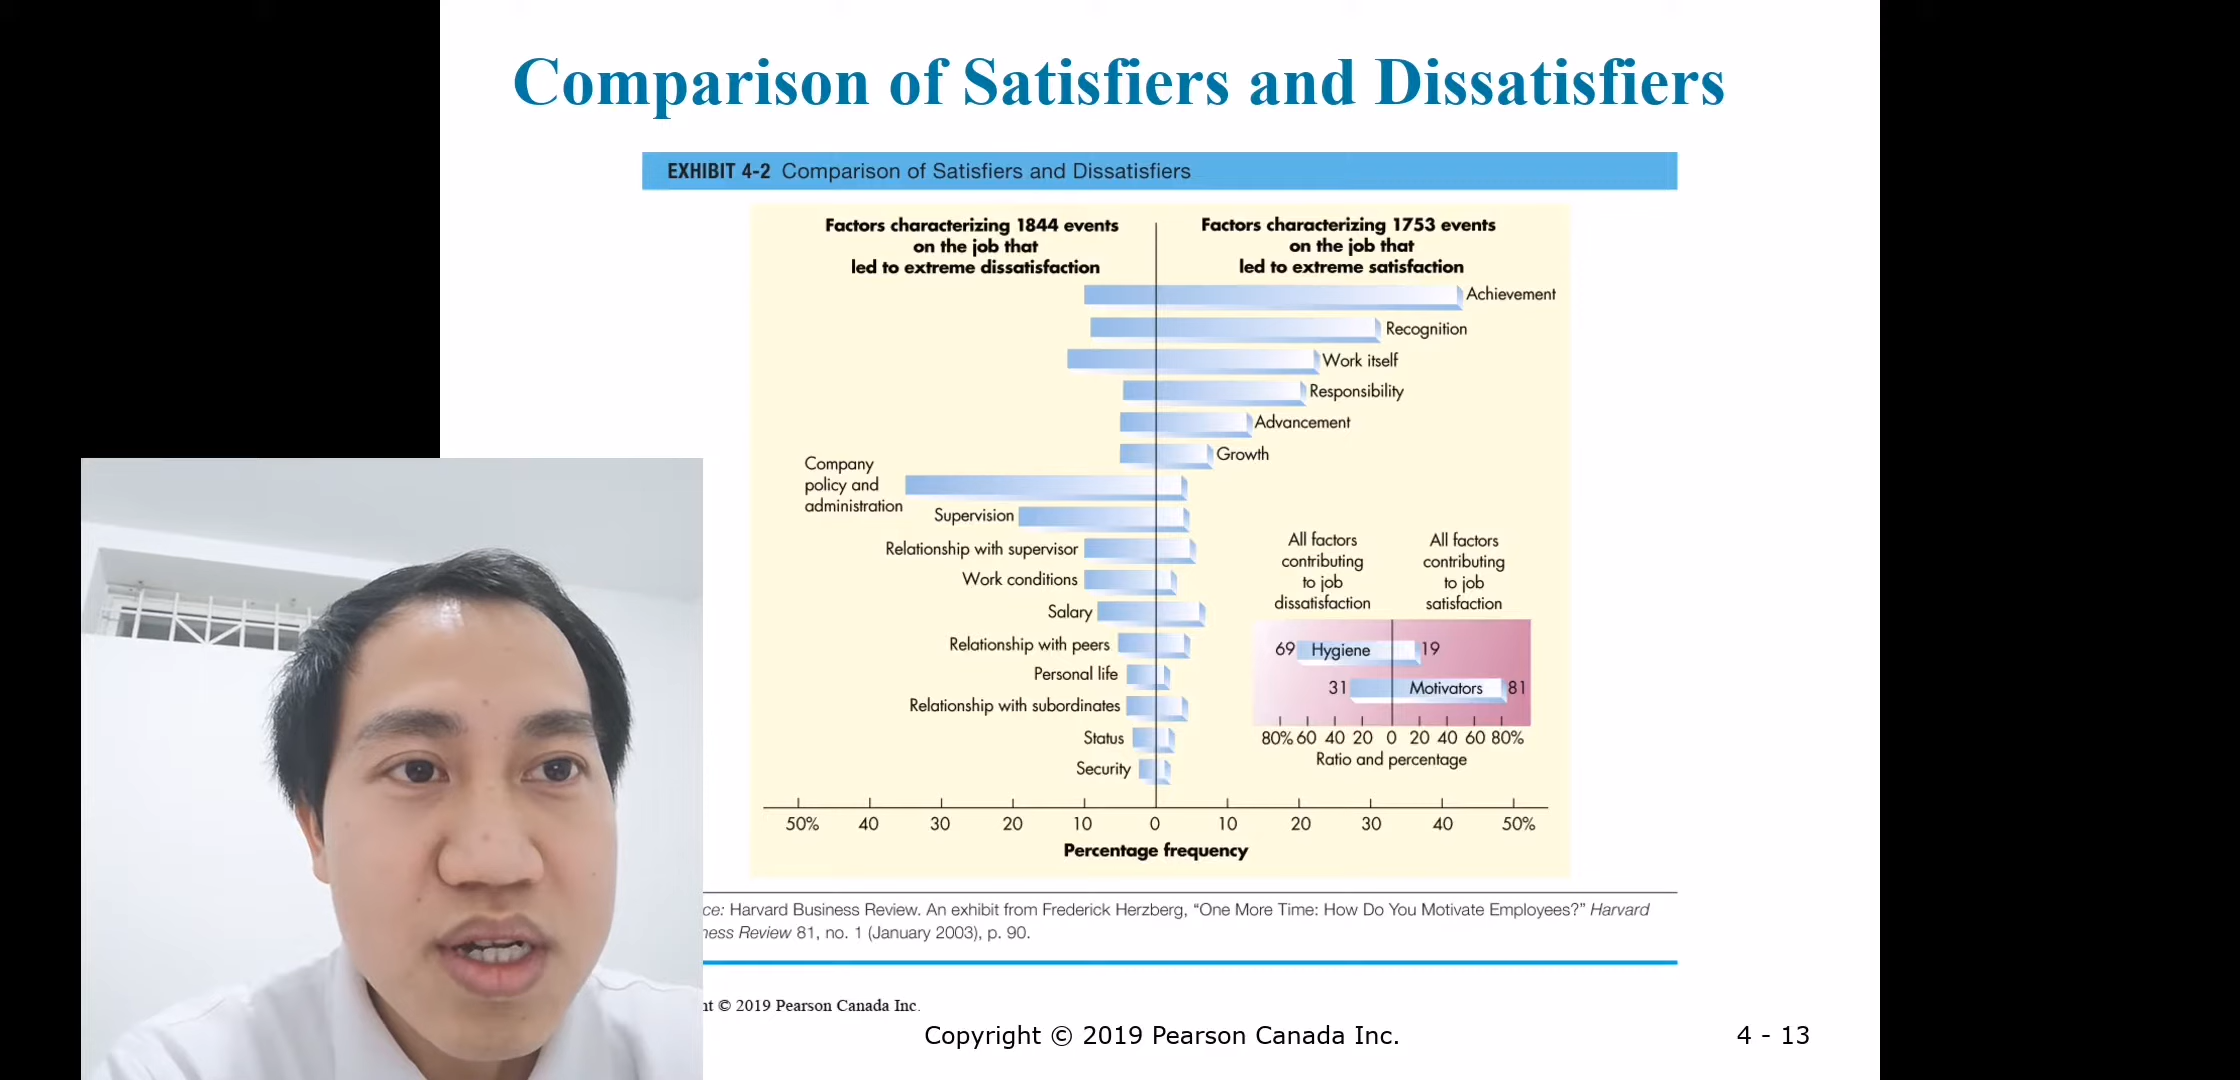 Comparison of Satisfiers and Dissatisfiers
EXHIBIT 4-2 Comparison of Satisfiers and Dissatisfiers
Factors characterizing 1844 events
on the job that
led to extreme dissatisfaction
Factors characterizing 1753 events
on the job that
led to extreme satisfaction
Achievement
Recognition
Work itself
Responsibility
Advancement
Growth
Company
policy and
administration
Supervision
Relationship with supervisor
Work conditions
Salary
Relationship with peers
Personal life
Relationship with subordinates
Status
Security
All factors
contributing
to job
dissatisfaction
All factors
contributing
to job
satisfaction
69 Hygiene 19
31 Motivators 81
80% 60 40 20 0 20 40 60 80%
Ratio and percentage
50% 40 30 20 10 0 10 20 30 40 50%
Percentage frequency
Harvard Business Review. An exhibit from Frederick Herzberg, “One More Time: How Do You Motivate Employees?” Harvard
Review 81, no. 1 (January 2003), p. 90.
© 2019 Pearson Canada Inc.
Copyright © 2019 Pearson Canada Inc.
4 - 13